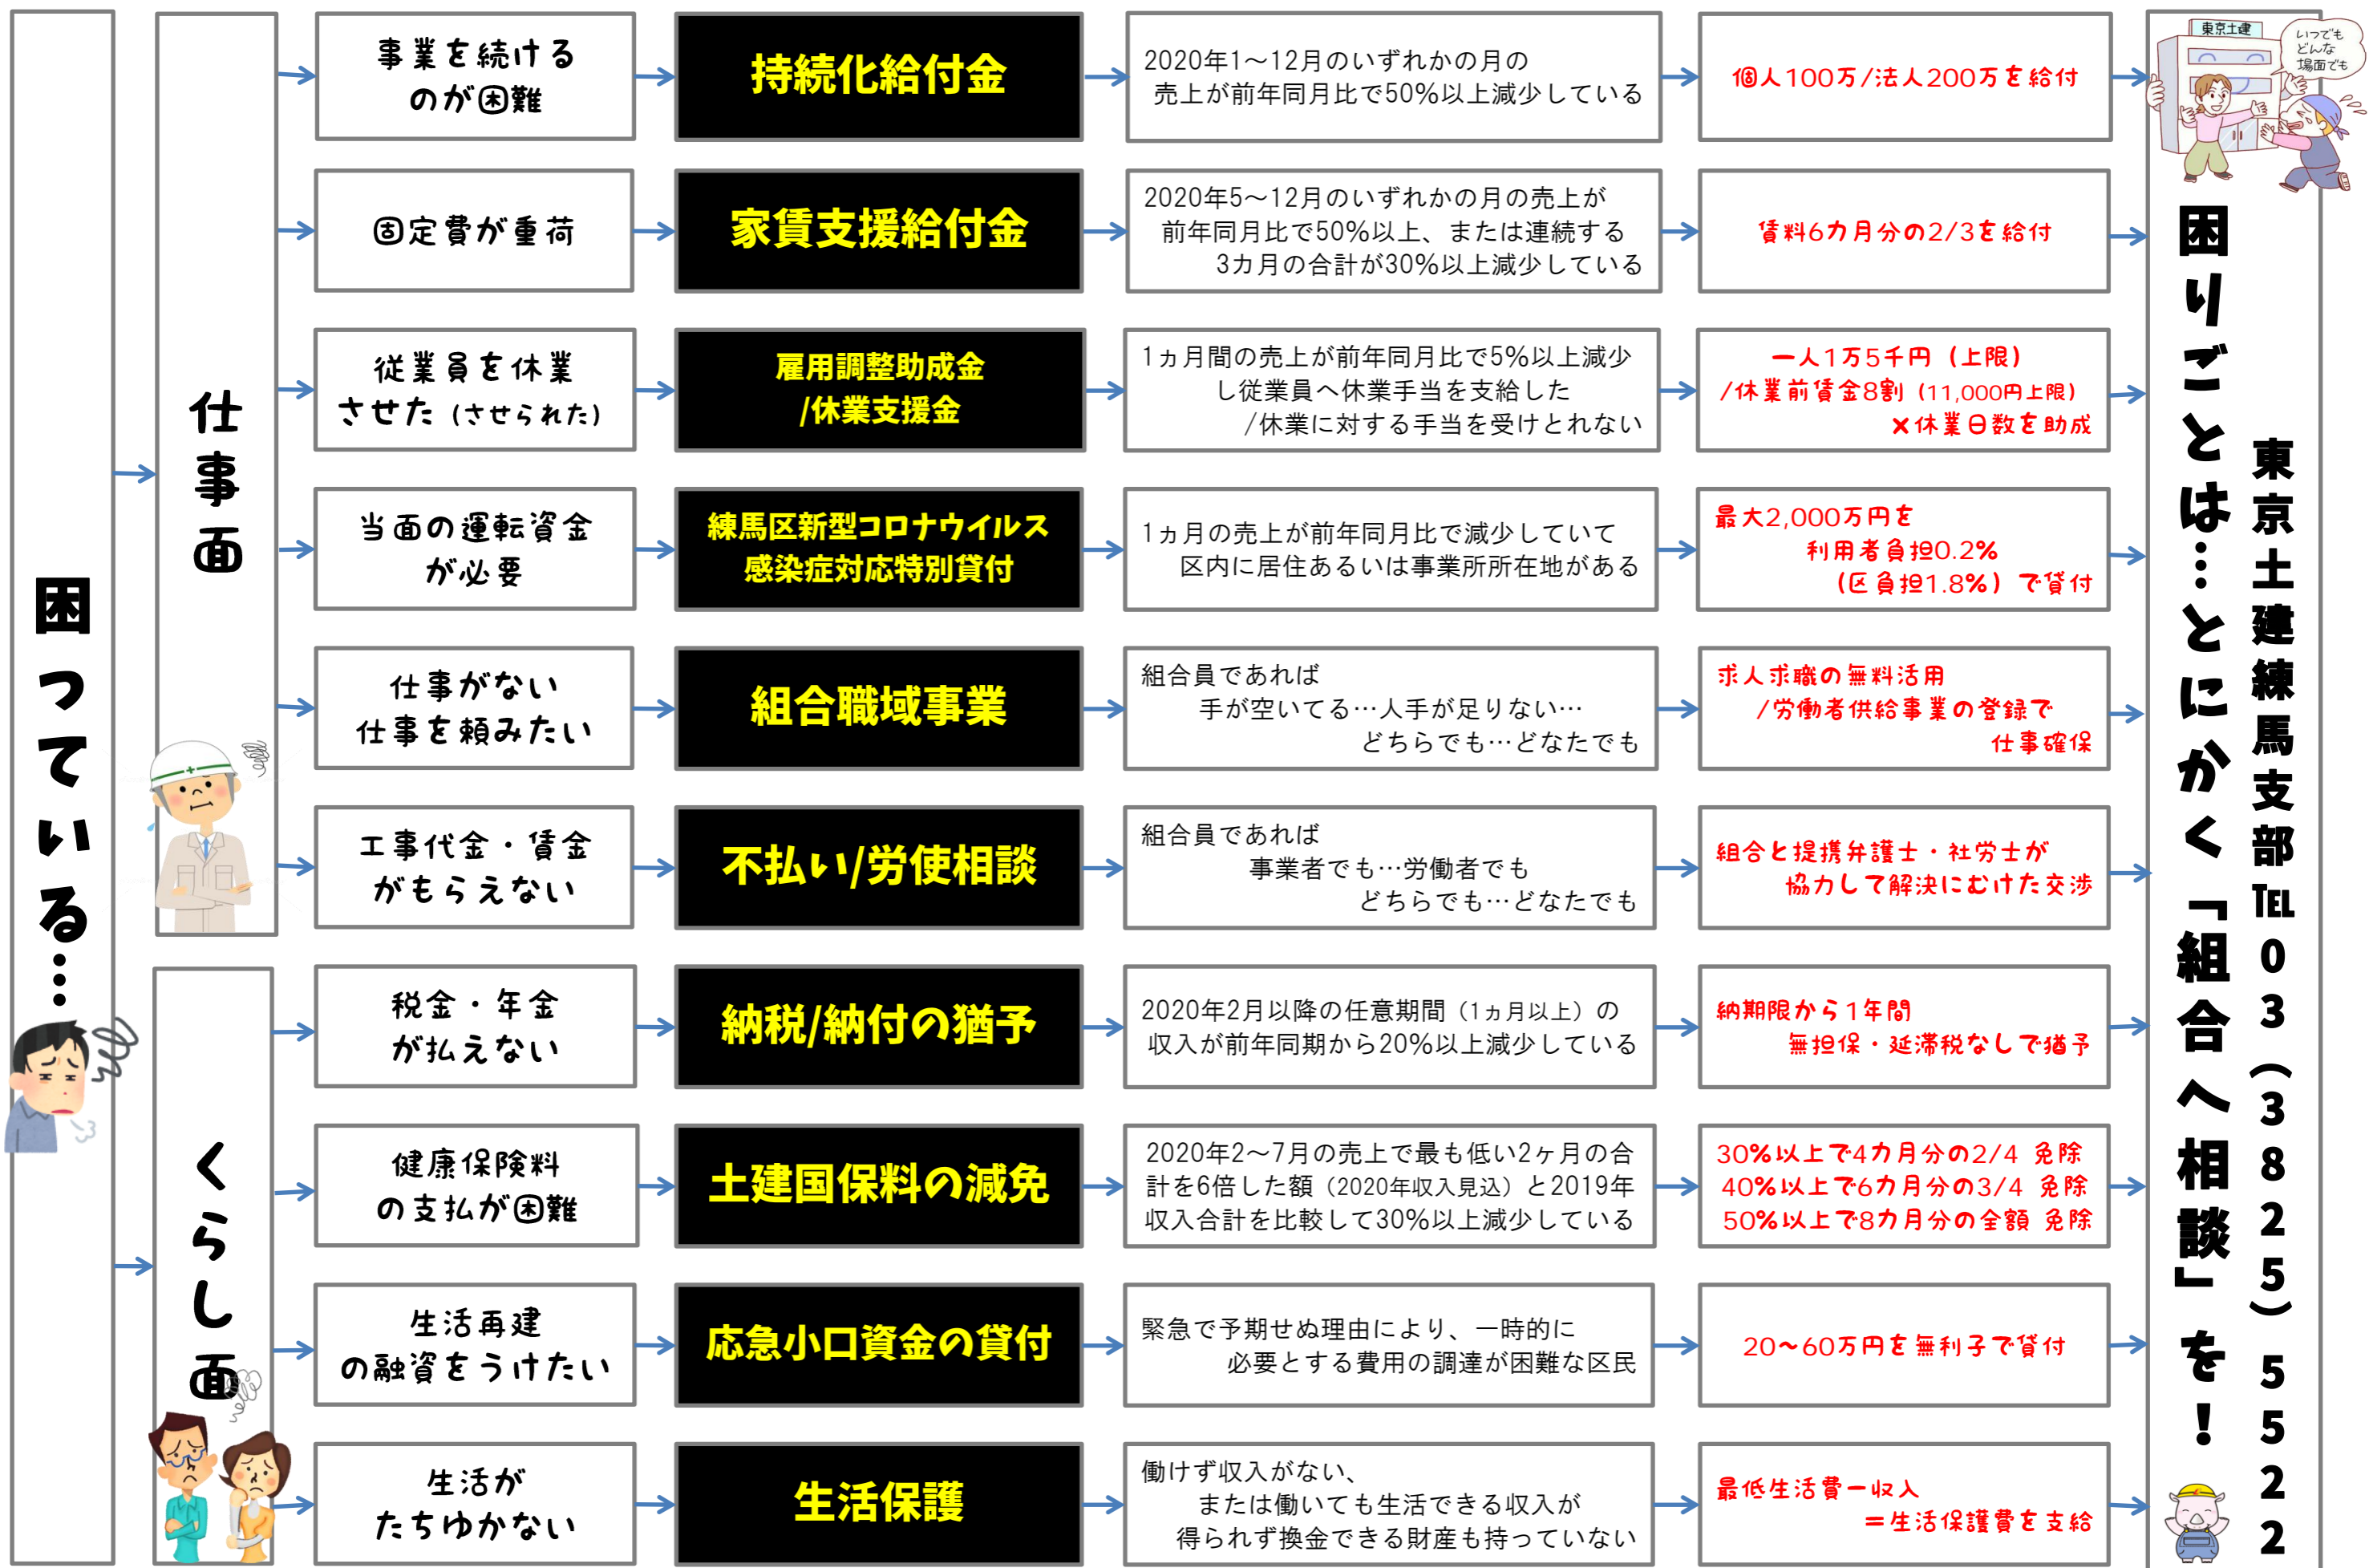 困っている…
仕事面
事業を続ける
のが困難
持続化給付金
2020年1～12月のいずれかの月の
売上が前年同月比で50%以上減少している
個人100万/法人200万を給付
固定費が重荷
家賃支援給付金
2020年5～12月のいずれかの月の売上が
前年同月比で50%以上、または連続する
3カ月の合計が30%以上減少している
賃料6カ月分の2/3を給付
従業員を休業
させた（させられた）
雇用調整助成金
/休業支援金
1ヵ月間の売上が前年同月比で5%以上減少
し従業員へ休業手当を支給した
/休業に対する手当を受けとれない
一人1万5千円（上限）
/休業前賃金8割（11,000円上限）
×休業日数を助成
当面の運転資金
が必要
練馬区新型コロナウイルス
感染症対応特別貸付
1ヵ月の売上が前年同月比で減少していて
区内に居住あるいは事業所所在地がある
最大2,000万円を
利用者負担0.2%
（区負担1.8%）で貸付
仕事がない
仕事を頼みたい
組合職域事業
組合員であれば
手が空いてる…人手が足りない…
どちらでも…どなたでも
求人求職の無料活用
/労働者供給事業の登録で
仕事確保
工事代金・賃金
がもらえない
不払い/労使相談
組合員であれば
事業者でも…労働者でも
どちらでも…どなたでも
組合と提携弁護士・社労士が
協力して解決にむけた交渉
くらし面
税金・年金
が払えない
納税/納付の猶予
2020年2月以降の任意期間（1ヵ月以上）の
収入が前年同期から20%以上減少している
納期限から1年間
無担保・延滞税なしで猶予
健康保険料
の支払が困難
土建国保料の減免
2020年2～7月の売上で最も低い2ヶ月の合
計を6倍した額（2020年収入見込）と2019年
収入合計を比較して30%以上減少している
30%以上で4カ月分の2/4 免除
40%以上で6カ月分の3/4 免除
50%以上で8カ月分の全額 免除
生活再建
の融資をうけたい
応急小口資金の貸付
緊急で予期せぬ理由により、一時的に
必要とする費用の調達が困難な区民
20～60万円を無利子で貸付
生活が
たちゆかない
生活保護
働けず収入がない、
または働いても生活できる収入が
得られず換金できる財産も持っていない
最低生活費ー収入
＝生活保護費を支給
東京土建
いつでも
どんな
場面でも
困りごとは…とにかく「組合へ相談」を！
東京土建練馬支部℡03（3825）5522